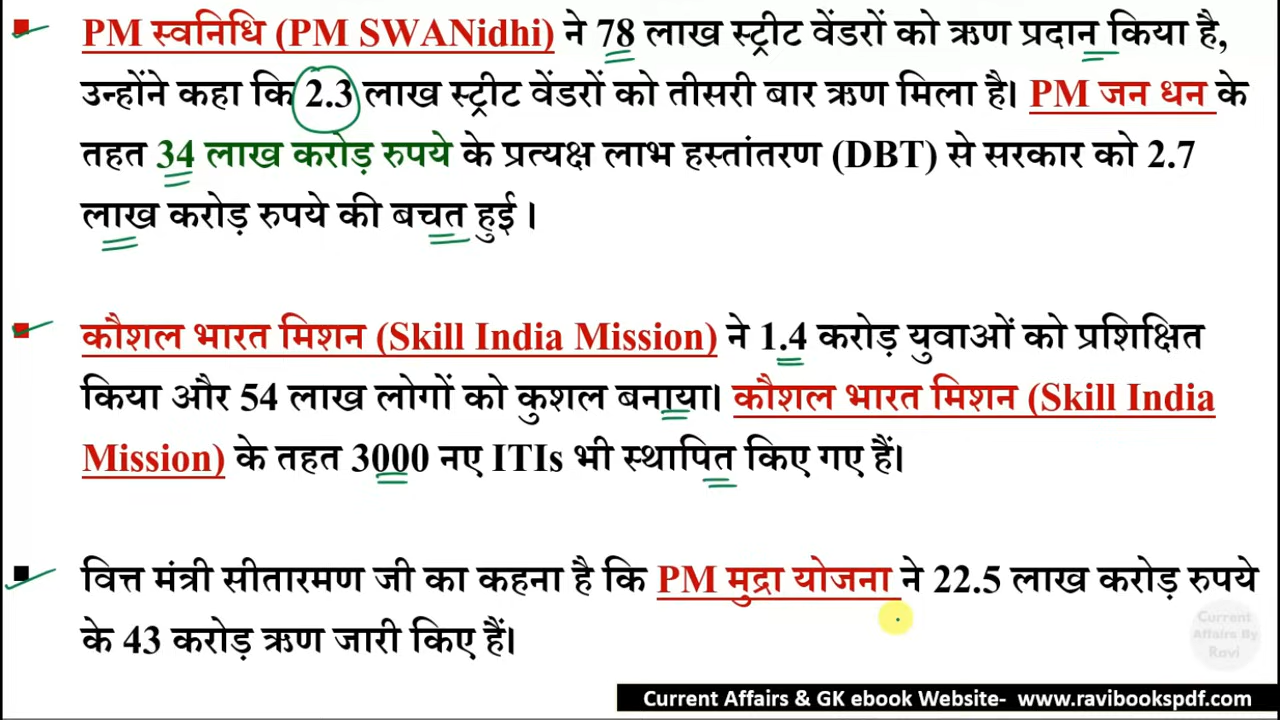 PM स्वनिधि (PM SWANidhi) ने 78 लाख स्ट्रीट वेंडरों को ऋण प्रदान किया है,
उन्होंने कहा कि 2.3 लाख स्ट्रीट वेंडरों को तीसरी बार ऋण मिला है। PM जन धन के
तहत 34 लाख करोड़ रुपये के प्रत्यक्ष लाभ हस्तांतरण (DBT) से सरकार को 2.7
लाख करोड़ रुपये की बचत हुई ।
कौशल भारत मिशन (Skill India Mission) ने 1.4 करोड़ युवाओं को प्रशिक्षित
किया और 54 लाख लोगों को कुशल बनाया। कौशल भारत मिशन (Skill India
Mission) के तहत 3000 नए ITIs भी स्थापित किए गए हैं।
वित्त मंत्री सीतारमण जी का कहना है कि PM मुद्रा योजना ने 22.5 लाख करोड़ रुपये
के 43 करोड़ ऋण जारी किए हैं।
Current
Affairs By
Ravi
Current Affairs & GK ebook Website- www.ravibookspdf.com